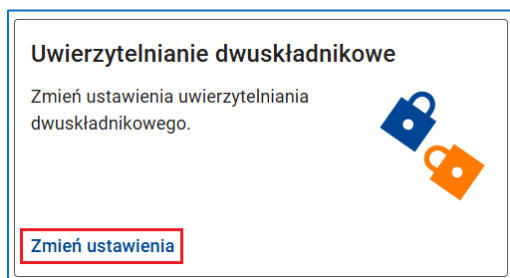 Uwierzytelnianie dwuskładnikowe
Zmień ustawienia uwierzytelniania
dwuskładnikowego.
Zmień ustawienia